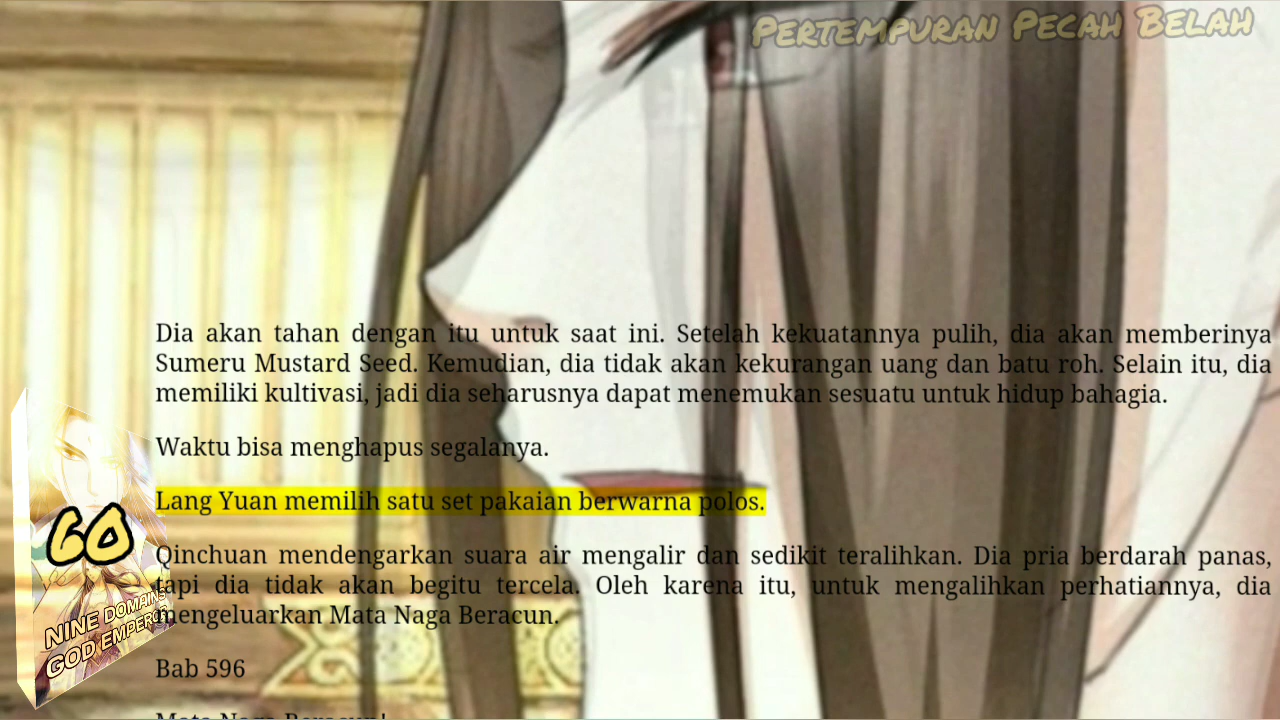 Pertempuran Pecah Belah
Dia akan tahan dengan itu untuk saat ini. Setelah kekuatannya pulih, dia akan memberinya
Sumeru Mustard Seed. Kemudian, dia tidak akan kekurangan uang dan batu roh. Selain itu, dia
memiliki kultivasi, jadi dia seharusnya dapat menemukan sesuatu untuk hidup bahagia.
Waktu bisa menghapus segalanya.
Lang Yuan memilih satu set pakaian berwarna polos.
Qinchuan mendengarkan suara air mengalir dan sedikit teralihkan. Dia pria berdarah panas,
tapi dia tidak akan begitu tercela. Oleh karena itu, untuk mengalihkan perhatiannya, dia
mengeluarkan Mata Naga Beracun.
60
NINE DOMAINS
GOD EMPEROR
Bab 596
Mata Naga Beracun!